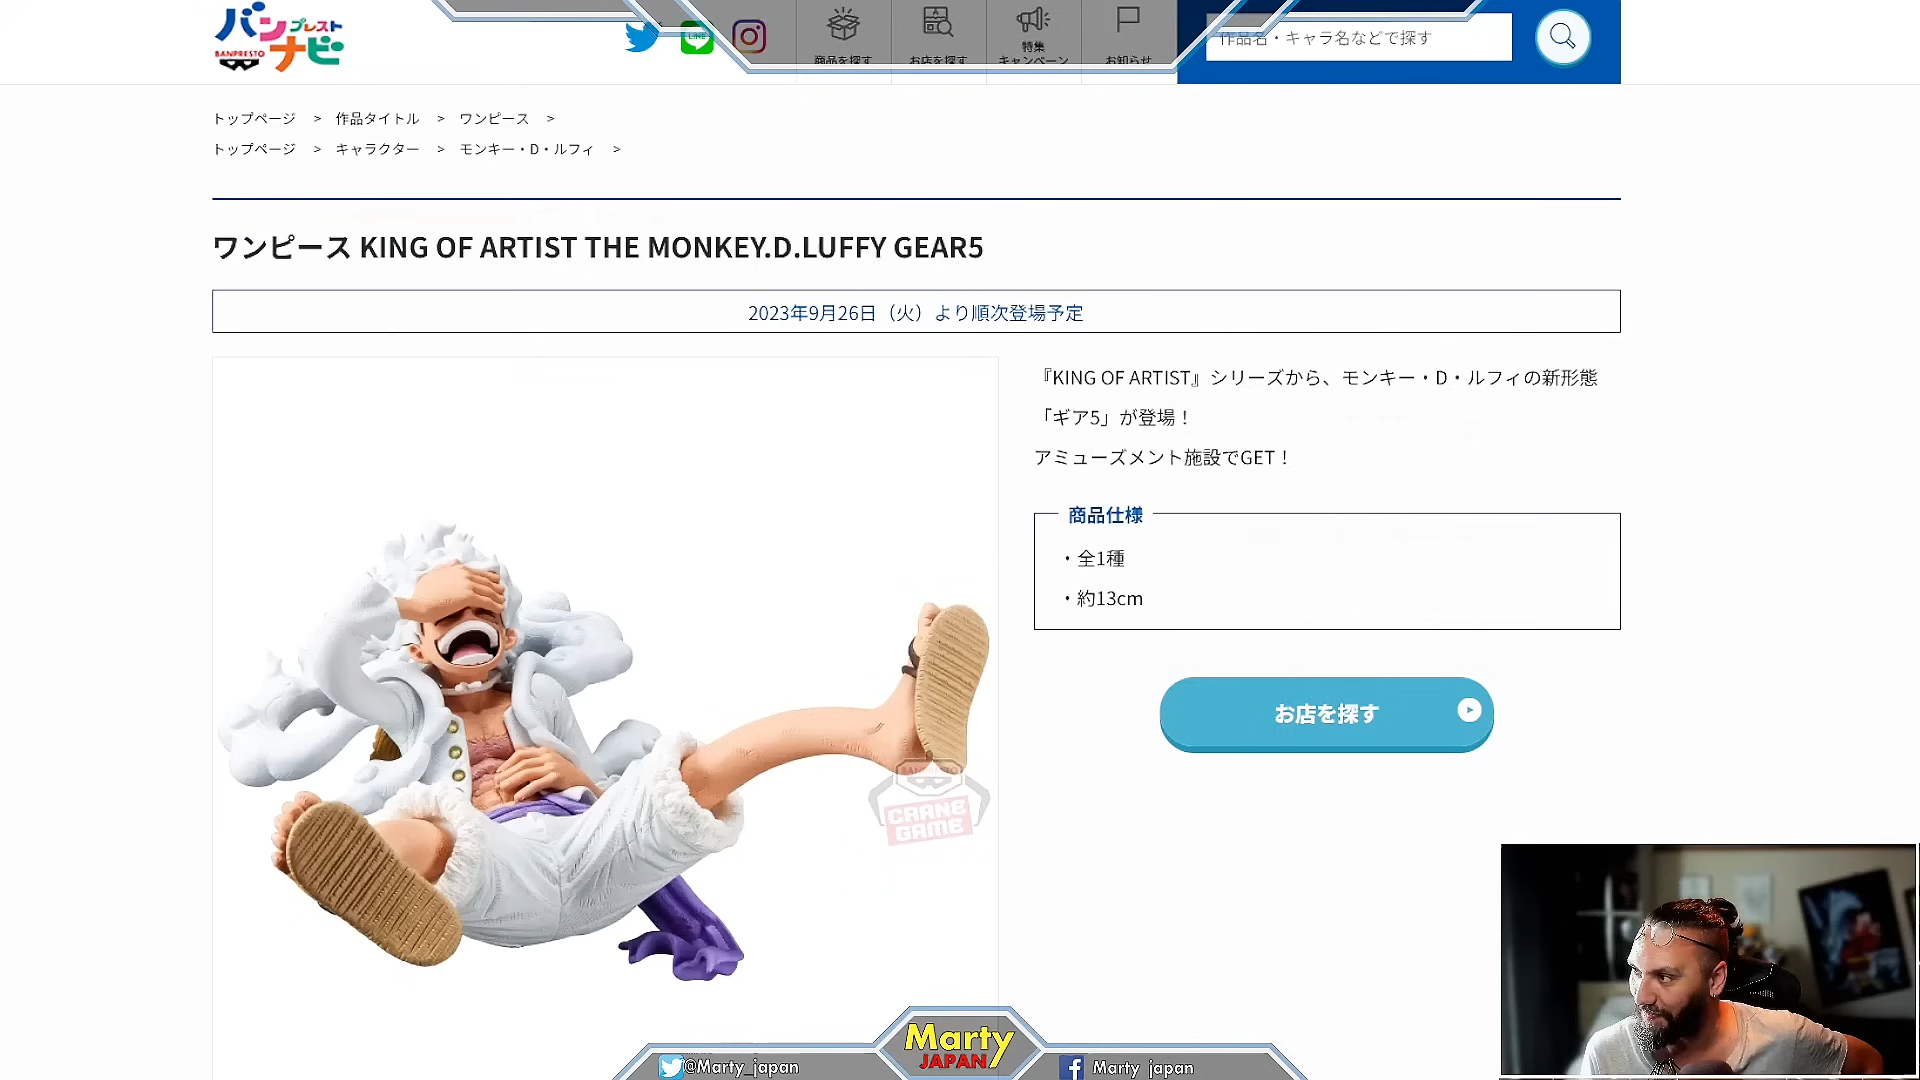 バンプレストナビ
BANPRESTO
LINE
商品を探す
お店を探す
特集
キャンペーン
お知らせ
作品名・キャラ名などで探す
トップページ > 作品タイトル > ワンピース >
トップページ > キャラクター > モンキー・D・ルフィ >
ワンピース KING OF ARTIST THE MONKEY.D.LUFFY GEAR5
2023年9月26日（火）より順次登場予定
『KING OF ARTIST』シリーズから、モンキー・D・ルフィの新形態
「ギア5」が登場！
アミューズメント施設でGET！
商品仕様
・全1種
・約13cm
お店を探す
BANPRESTO
CRANE
GAME
Marty
JAPAN
@Marty_japan
Marty japan